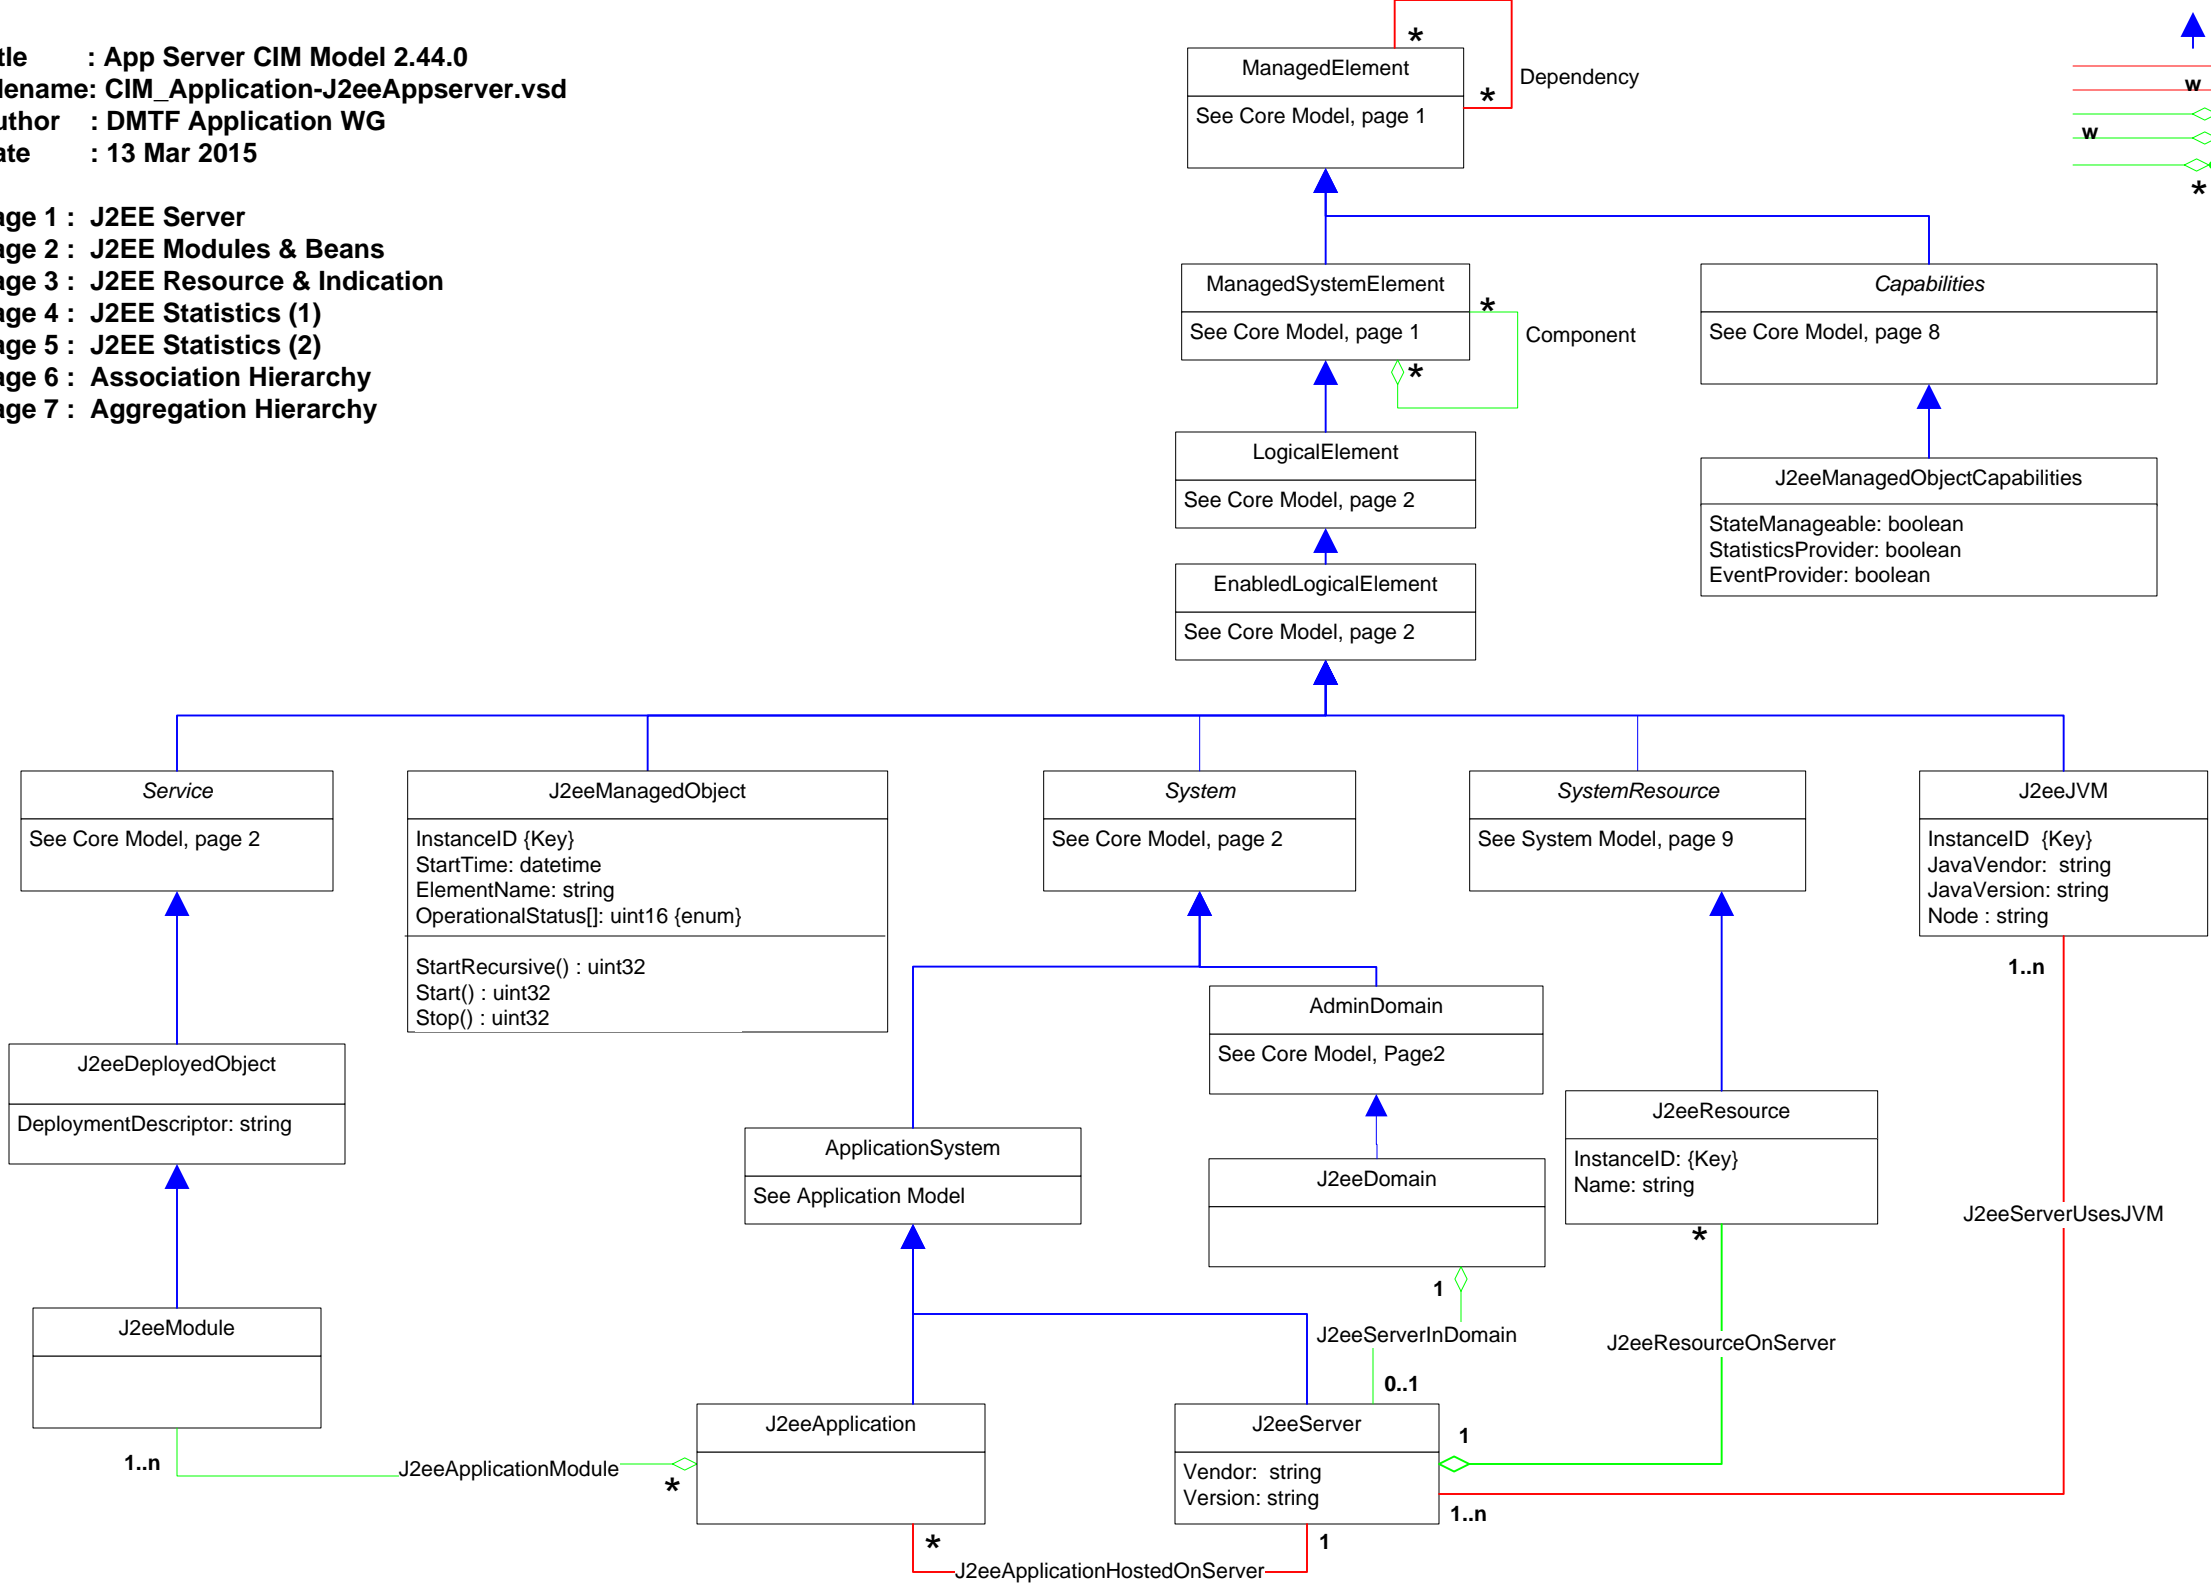 tle : App Server CIM Model 2.44.0
lename: CIM_Application-J2eeAppserver.vsd
uthor : DMTF Application WG
ate : 13 Mar 2015
age 1 : J2EE Server
age 2 : J2EE Modules & Beans
age 3 : J2EE Resource & Indication
age 4 : J2EE Statistics (1)
age 5 : J2EE Statistics (2)
age 6 : Association Hierarchy
age 7 : Aggregation Hierarchy
*
ManagedElement
See Core Model, page 1
*
Dependency
w
w
*
ManagedSystemElement
See Core Model, page 1
*
*
Component
Capabilities
See Core Model, page 8
LogicalElement
See Core Model, page 2
J2eeManagedObjectCapabilities
StateManageable: boolean
StatisticsProvider: boolean
EventProvider: boolean
EnabledLogicalElement
See Core Model, page 2
Service
See Core Model, page 2
J2eeManagedObject
InstanceID {Key}
StartTime: datetime
ElementName: string
OperationalStatus[]: uint16 {enum}
StartRecursive() : uint32
Start() : uint32
Stop() : uint32
System
See Core Model, page 2
SystemResource
See System Model, page 9
J2eeJVM
InstanceID {Key}
JavaVendor: string
JavaVersion: string
Node : string
1..n
AdminDomain
See Core Model, Page2
J2eeDeployedObject
DeploymentDescriptor: string
ApplicationSystem
See Application Model
J2eeDomain
J2eeResource
InstanceID: {Key}
Name: string
*
J2eeServerUsesJVM
1
J2eeServerInDomain
0..1
J2eeResourceOnServer
J2eeModule
1..n
J2eeApplicationModule
*
J2eeApplication
*
J2eeServer
Vendor: string
Version: string
1
1..n
1
J2eeApplicationHostedOnServer